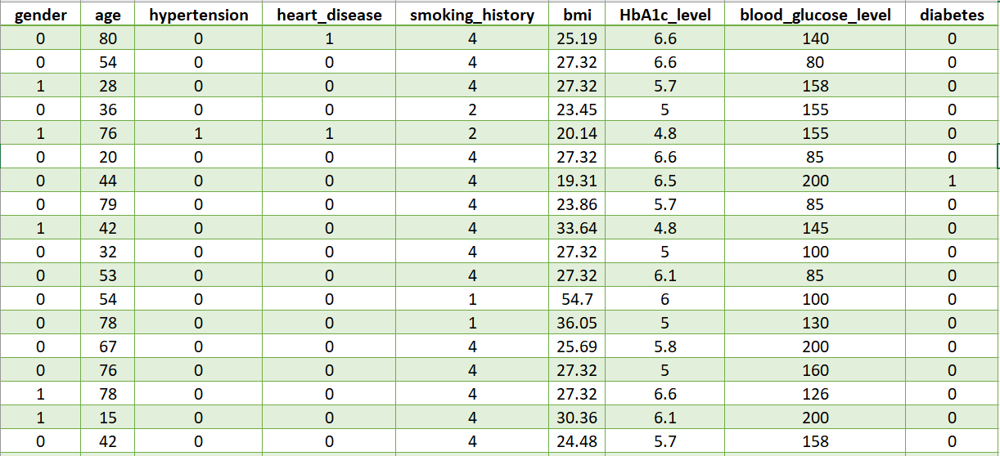 gender age hypertension heart_disease smoking_history bmi HbA1c_level blood_glucose_level diabetes
0 80 0 1 4 25.19 6.6 140 0
0 54 0 0 4 27.32 6.6 80 0
1 28 0 0 4 27.32 5.7 158 0
0 36 0 0 2 23.45 5 155 0
1 76 1 1 2 20.14 4.8 155 0
0 20 0 0 4 27.32 6.6 85 0
0 44 0 0 4 19.31 6.5 200 1
0 79 0 0 4 23.86 5.7 85 0
1 42 0 0 4 33.64 4.8 145 0
0 32 0 0 4 27.32 5 100 0
0 53 0 0 4 27.32 6.1 85 0
0 54 0 0 1 54.7 6 100 0
0 78 0 0 1 36.05 5 130 0
0 67 0 0 4 25.69 5.8 200 0
0 76 0 0 4 27.32 5 160 0
1 78 0 0 4 27.32 6.6 126 0
1 15 0 0 4 30.36 6.1 200 0
0 42 0 0 4 24.48 5.7 158 0